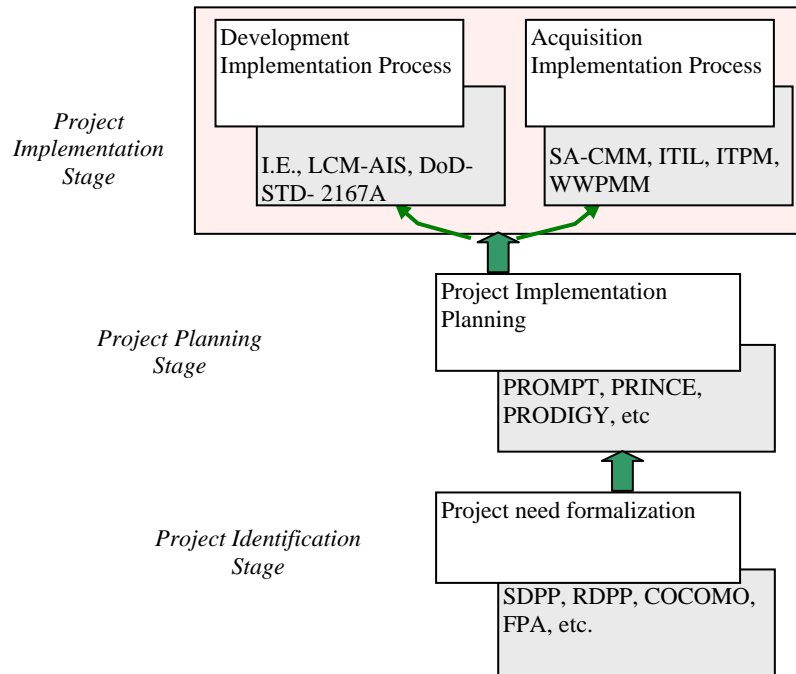 Development
Implementation Process
Acquisition
Implementation Process
Project
Implementation
Stage
I.E., LCM-AIS, DoD-
STD- 2167A
SA-CMM, ITIL, ITPM,
WWPMM
Project Implementation
Planning
Project Planning
Stage
PROMPT, PRINCE,
PRODIGY, etc
Project need formalization
Project Identification
Stage
SDPP, RDPP, COCOMO,
FPA, etc.